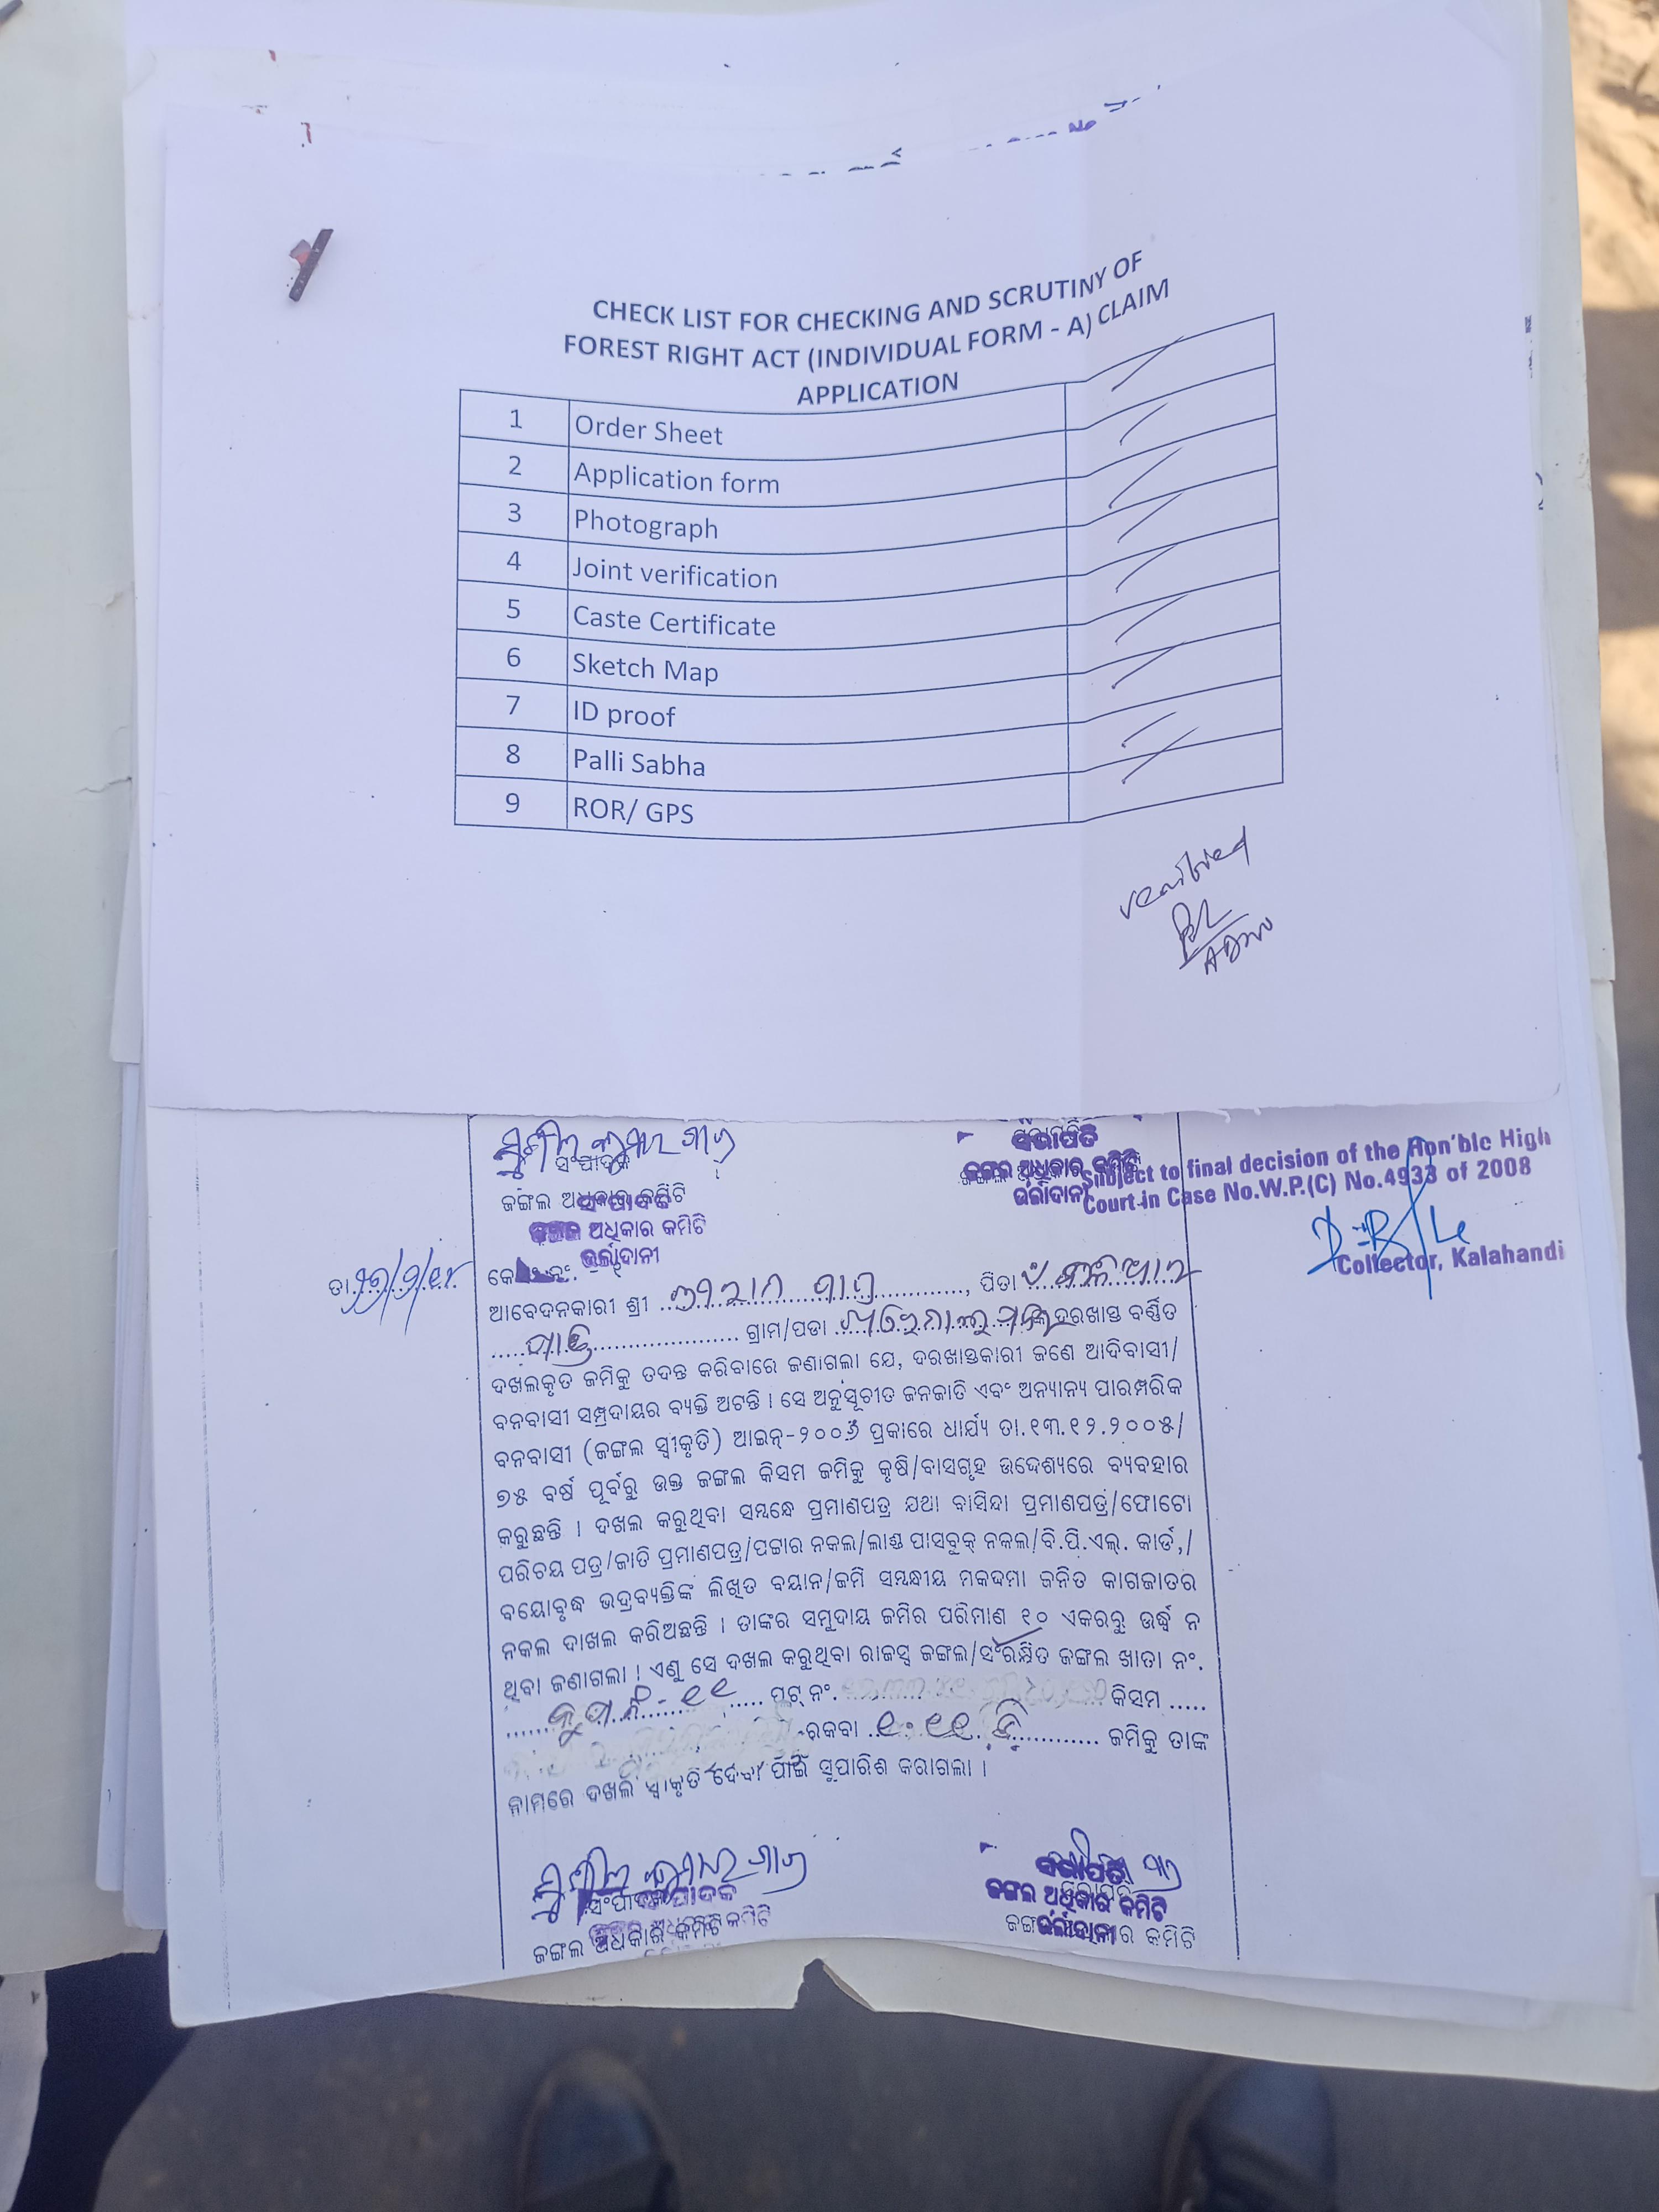 CHECK LIST FOR CHECKING AND SCRUTINY OF
FOREST RIGHT ACT (INDIVIDUAL FORM - A) CLAIM
APPLICATION
1 Order Sheet
2 Application form
3 Photograph
4 Joint verification
5 Caste Certificate
6 Sketch Map
7 ID proof
8 Palli Sabha
9 ROR/ GPS
verified
ADWO
ସଂପାଦକ
ଜଙ୍ଗଲ ଅଧିକାର କମିଟି
ଜଙ୍ଗଲ ଅଧିକାର କମିଟି
ସଭାପତି
ଜଙ୍ଗଲ ଅଧିକାର କମିଟି
Subject to final decision of the Hon'ble High
Court in Case No.W.P.(C) No.4933 of 2008
Collector, Kalahandi
ତା.
ଆବେଦନକାରୀ ଶ୍ରୀ ........, ପିତା
........ ଗ୍ରାମ/ପଡା ........ ଦରଖାସ୍ତ ବର୍ଣ୍ଣିତ
ଦଖଲକୃତ ଜମିକୁ ତଦନ୍ତ କରିବାରେ ଜଣାଗଲା ଯେ, ଦରଖାସ୍ତକାରୀ ଜଣେ ଆଦିବାସୀ/
ବନବାସୀ ସମ୍ପ୍ରଦାୟର ବ୍ୟକ୍ତି ଅଟନ୍ତି । ସେ ଅନୁସୂଚୀତ ଜନଜାତି ଏବଂ ଅନ୍ୟାନ୍ୟ ପାରମ୍ପରିକ
ବନବାସୀ (ଜଙ୍ଗଲ ସ୍ୱୀକୃତି) ଆଇନ୍-୨୦୦୬ ପ୍ରକାରେ ଧାର୍ଯ୍ୟ ତା.୧୩.୧୨.୨୦୦୫/
୭୫ ବର୍ଷ ପୂର୍ବରୁ ଉକ୍ତ ଜଙ୍ଗଲ କିସମ ଜମିକୁ କୃଷି/ବାସଗୃହ ଉଦ୍ଦେଶ୍ୟରେ ବ୍ୟବହାର
କରୁଛନ୍ତି । ଦଖଲ କରୁଥିବା ସମ୍ବନ୍ଧେ ପ୍ରମାଣପତ୍ର ଯଥା ବାସିନ୍ଦା ପ୍ରମାଣପତ୍ର/ଫୋଟୋ
ପରିଚୟ ପତ୍ର/ଜାତି ପ୍ରମାଣପତ୍ର/ପଟ୍ଟାର ନକଲ/ଲାଣ୍ଡ ପାସବୁକ୍ ନକଲ/ବି.ପି.ଏଲ୍. କାର୍ଡ,/
ବୟୋବୃଦ୍ଧ ଭଦ୍ରବ୍ୟକ୍ତିଙ୍କ ଲିଖିତ ବୟାନ/ଜମି ସମ୍ବନ୍ଧୀୟ ମକଦ୍ଦମା ଜନିତ କାଗଜାତର
ନକଲ ଦାଖଲ କରିଅଛନ୍ତି । ତାଙ୍କର ସମୁଦାୟ ଜମିର ପରିମାଣ ୧୦ ଏକରରୁ ଉର୍ଦ୍ଧ୍ୱ ନ
ଥିବା ଜଣାଗଲା ! ଏଣୁ ସେ ଦଖଲ କରୁଥିବା ରାଜସ୍ୱ ଜଙ୍ଗଲ/ସଂରକ୍ଷିତ ଜଙ୍ଗଲ ଖାତା ନଂ.
........ ପ୍ଲଟ୍ ନଂ. ........ କିସମ .....
ରକବା ୧.୧୧ ହି ........ ଜମିକୁ ତାଙ୍କ
ନାମରେ ଦଖଲ ସ୍ୱୀକୃତି ଦେବା ପାଇଁ ସୁପାରିଶ କରାଗଲା ।
ସଂପାଦକ
ଜଙ୍ଗଲ ଅଧିକାର କମିଟି
ସଭାପତି
ଜଙ୍ଗଲ ଅଧିକାର କମିଟି